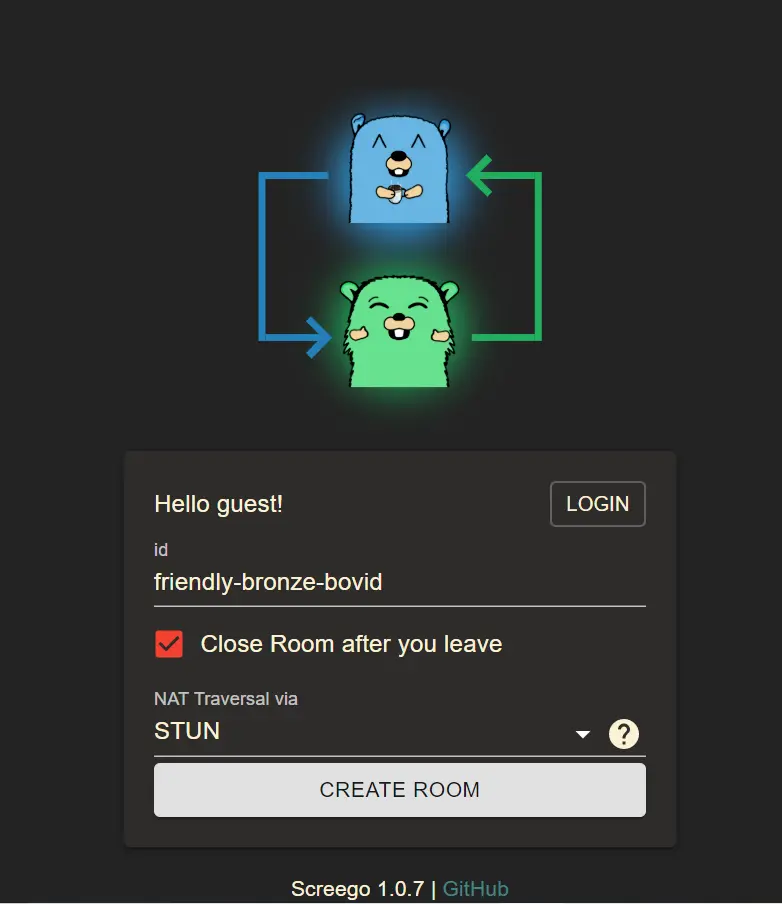 Hello guest!
LOGIN
id
friendly-bronze-bovid
Close Room after you leave
NAT Traversal via
STUN
?
CREATE ROOM
Screego 1.0.7 | GitHub